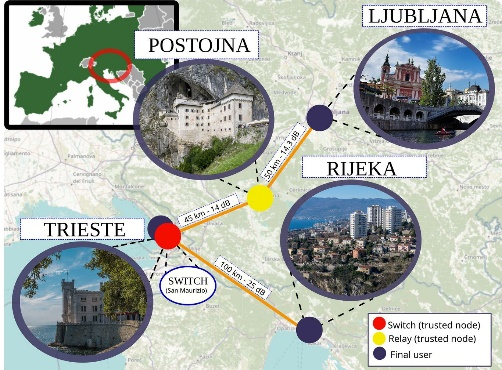 LJUBLJANA
POSTOJNA
50 km - 14.3 dB
RIJEKA
45 km - 14 dB
TRIESTE
100 km - 25 dB
SWITCH
(San Maurizio)
Switch (trusted node)
Relay (trusted node)
Final user